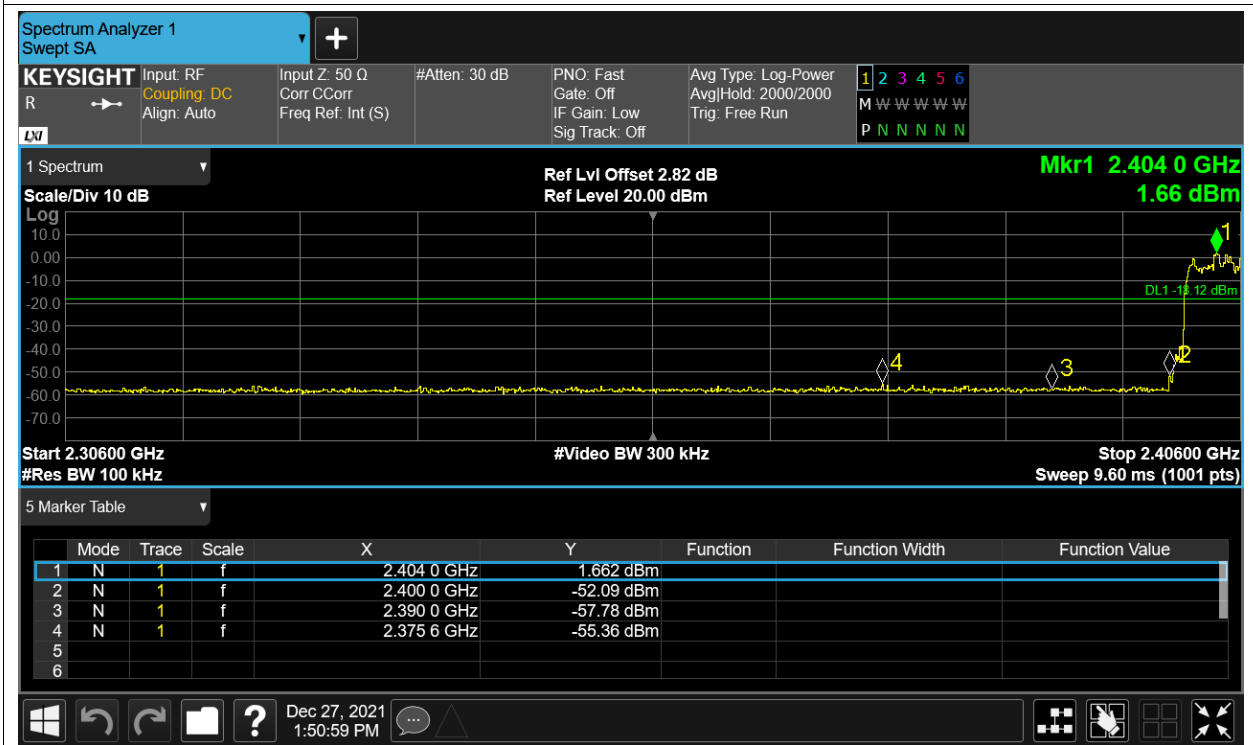 Spectrum Analyzer 1
Swept SA
+
KEYSIGHT Input: RF Input Z: 50 Ω #Atten: 30 dB PNO: Fast Avg Type: Log-Power 1 2 3 4 5 6
R Coupling: DC Corr CCorr Gate: Off Avg|Hold: 2000/2000 M W W W W W
Align: Auto Freq Ref: Int (S) IF Gain: Low Trig: Free Run
LXI Sig Track: Off P N N N N N
1 Spectrum Ref Lvl Offset 2.82 dB Mkr1 2.404 0 GHz
Scale/Div 10 dB Ref Level 20.00 dBm 1.66 dBm
Log
10.0 1
0.00
-10.0
DL1 -18.12 dBm
-20.0
-30.0
-40.0 4 3 2
-50.0
-60.0
-70.0
Start 2.30600 GHz #Video BW 300 kHz Stop 2.40600 GHz
#Res BW 100 kHz Sweep 9.60 ms (1001 pts)
5 Marker Table
Mode Trace Scale X Y Function Function Width Function Value
1 N 1 f 2.404 0 GHz 1.662 dBm
2 N 1 f 2.400 0 GHz -52.09 dBm
3 N 1 f 2.390 0 GHz -57.78 dBm
4 N 1 f 2.375 6 GHz -55.36 dBm
5
6
? Dec 27, 2021
1:50:59 PM